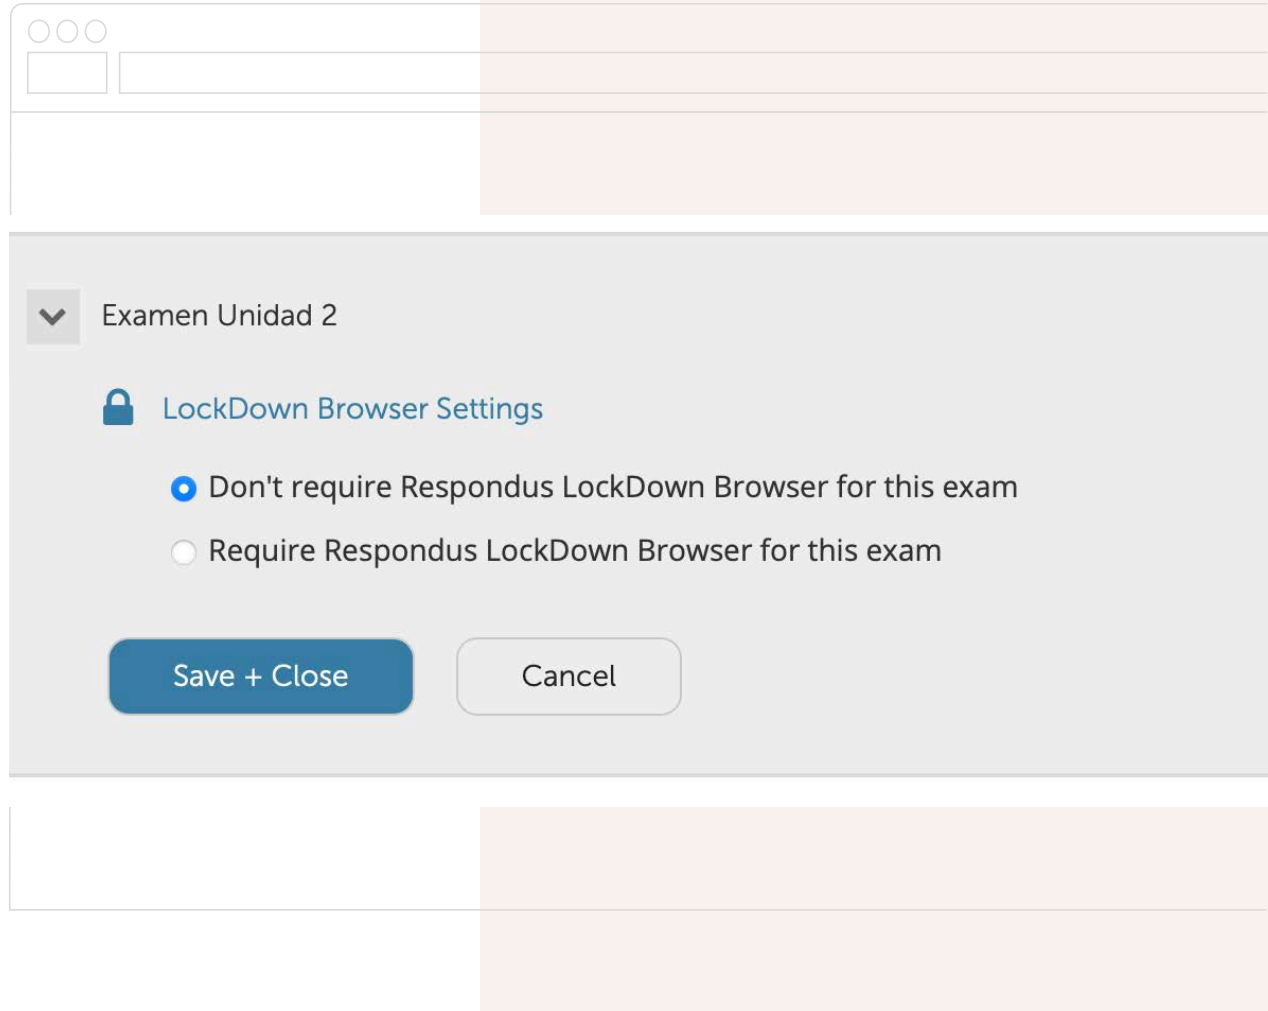 Examen Unidad 2
LockDown Browser Settings
Don't require Respondus LockDown Browser for this exam
Require Respondus LockDown Browser for this exam
Save + Close
Cancel